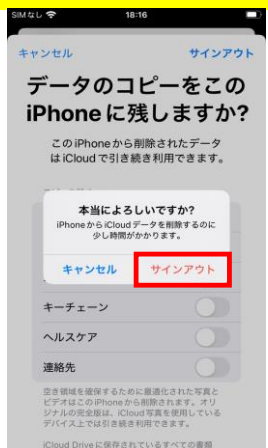 SIMなし 18:16
キャンセル サインアウト
データのコピーをこの
iPhoneに残しますか?
このiPhoneから削除されたデータ
はiCloudで引き続き利用できます。
本当によろしいですか?
iPhoneからiCloudデータを削除するのに
少し時間がかかります。
キャンセル サインアウト
キーチェーン
ヘルスケア
連絡先
空き領域を確保するために最適化された写真と
ビデオはこのiPhoneから削除されます。オリ
ジナルの完全版は、iCloud写真を使用している
デバイス上では引き続き利用できます。
iCloud Driveに保存されているすべての書類